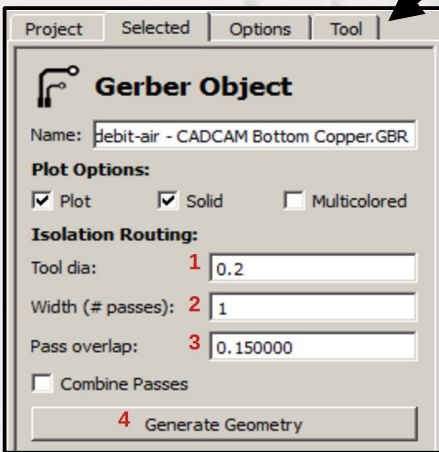 Project Selected Options Tool
Gerber Object
Name: debit-air - CADCAM Bottom Copper.GBR
Plot Options:
Plot Solid Multicolored
Isolation Routing:
Tool dia: 1 0.2
Width (# passes): 2 1
Pass overlap: 3 0.150000
Combine Passes
4 Generate Geometry